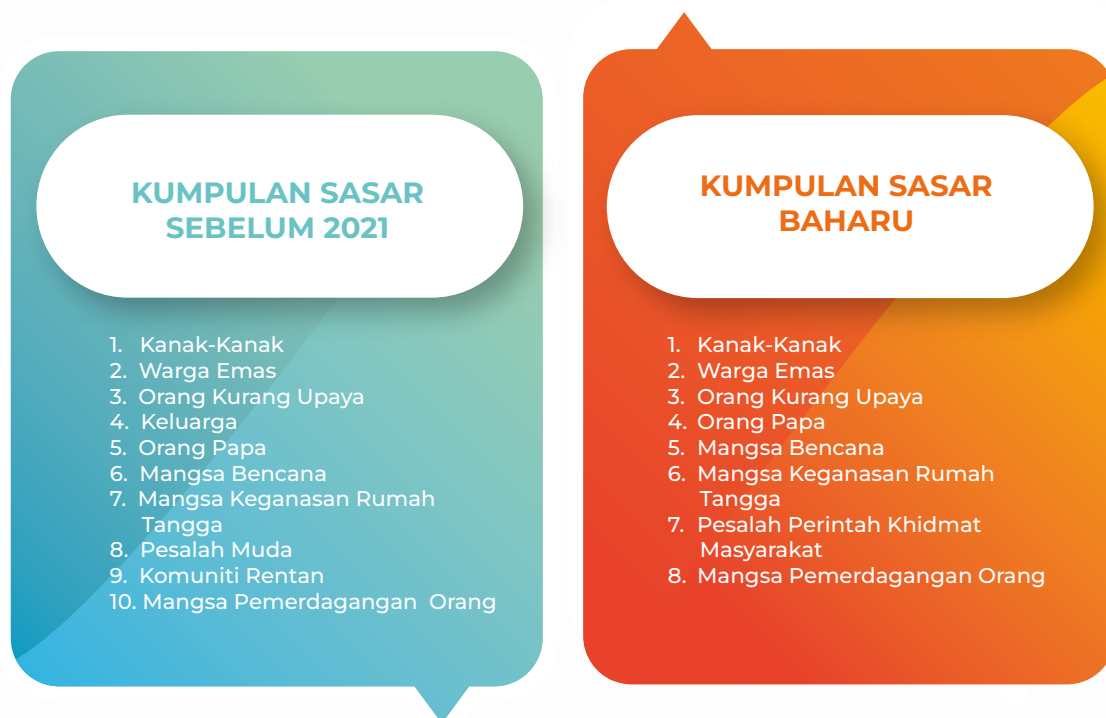 KUMPULAN SASAR
SEBELUM 2021
1. Kanak-Kanak
2. Warga Emas
3. Orang Kurang Upaya
4. Keluarga
5. Orang Papa
6. Mangsa Bencana
7. Mangsa Keganasan Rumah
Tangga
8. Pesalah Muda
9. Komuniti Rentan
10. Mangsa Pemerdagangan Orang
KUMPULAN SASAR
BAHARU
1. Kanak-Kanak
2. Warga Emas
3. Orang Kurang Upaya
4. Orang Papa
5. Mangsa Bencana
6. Mangsa Keganasan Rumah
Tangga
7. Pesalah Perintah Khidmat
Masyarakat
8. Mangsa Pemerdagangan Orang